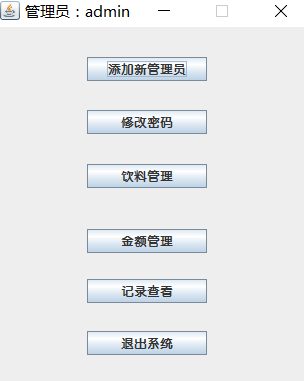 管理员：admin
添加新管理员
修改密码
饮料管理
金额管理
记录查看
退出系统